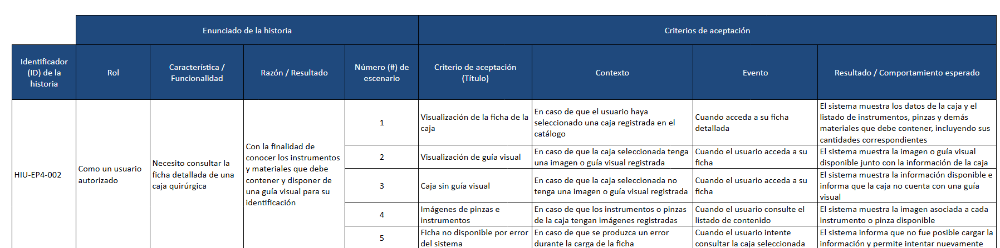 Enunciado de la historia
Criterios de aceptación
Identificador
(ID) de la
historia
Rol
Característica /
Funcionalidad
Razón / Resultado
Número (#) de
escenario
Criterio de aceptación
(Título)
Contexto
Evento
Resultado / Comportamiento esperado
HIU-EP4-002
Como un usuario
autorizado
Necesito consultar la
ficha detallada de una
caja quirúrgica
Con la finalidad de
conocer los instrumentos
y materiales que debe
contener y disponer de
una guía visual para su
identificación
1
Visualización de la ficha de la
caja
En caso de que el usuario haya
seleccionado una caja registrada en el
catálogo
Cuando acceda a su ficha
detallada
El sistema muestra los datos de la caja y el
listado de instrumentos, pinzas y demás
materiales que debe contener, incluyendo sus
cantidades correspondientes
2
Visualización de guía visual
En caso de que la caja seleccionada tenga
una imagen o guía visual registrada
Cuando el usuario acceda a su
ficha
El sistema muestra la imagen o guía visual
disponible junto con la información de la caja
3
Caja sin guía visual
En caso de que la caja seleccionada no
tenga una imagen o guía visual registrada
Cuando el usuario acceda a su
ficha
El sistema muestra la información disponible e
informa que la caja no cuenta con una guía
visual
4
Imágenes de pinzas e
instrumentos
En caso de que los instrumentos o pinzas
de la caja tengan imágenes registradas
Cuando el usuario consulte el
listado de contenido
El sistema muestra la imagen asociada a cada
instrumento o pinza disponible
5
Ficha no disponible por error
del sistema
En caso de que se produzca un error
durante la carga de la ficha
Cuando el usuario intente
consultar la caja seleccionada
El sistema informa que no fue posible cargar la
información y permite intentar nuevamente